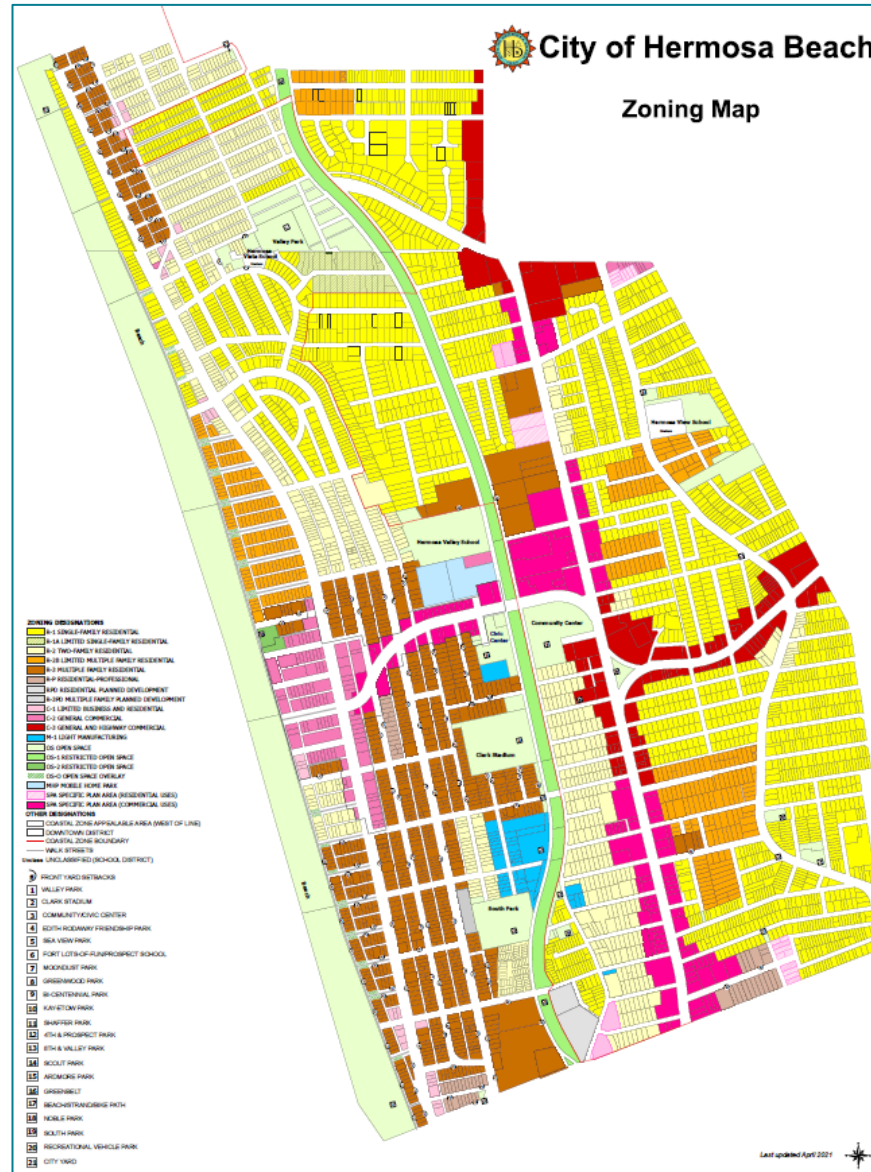 City of Hermosa Beach
Zoning Map
Valley Park
Hermosa
Vista School
Beach
Hermosa View School
Hermosa Valley School
Community Center
Civic
Center
Clark Stadium
South Park
Beach
ZONING DESIGNATIONS
R-1 SINGLE-FAMILY RESIDENTIAL
R-1A LIMITED SINGLE-FAMILY RESIDENTIAL
R-2 TWO-FAMILY RESIDENTIAL
R-2B LIMITED MULTIPLE FAMILY RESIDENTIAL
R-3 MULTIPLE FAMILY RESIDENTIAL
R-P RESIDENTIAL-PROFESSIONAL
RPD RESIDENTIAL PLANNED DEVELOPMENT
R-3PD MULTIPLE FAMILY PLANNED DEVELOPMENT
C-1 LIMITED BUSINESS AND RESIDENTIAL
C-2 GENERAL COMMERCIAL
C-3 GENERAL AND HIGHWAY COMMERCIAL
M-1 LIGHT MANUFACTURING
OS OPEN SPACE
OS-1 RESTRICTED OPEN SPACE
OS-2 RESTRICTED OPEN SPACE
OS-O OPEN SPACE OVERLAY
MHP MOBILE HOME PARK
SPA SPECIFIC PLAN AREA (RESIDENTIAL USES)
SPA SPECIFIC PLAN AREA (COMMERCIAL USES)
OTHER DESIGNATIONS
COASTAL ZONE APPEALABLE AREA (WEST OF LINE)
DOWNTOWN DISTRICT
COASTAL ZONE BOUNDARY
WALK STREETS
Unclass UNCLASSIFIED (SCHOOL DISTRICT)
FRONT YARD SETBACKS
1 VALLEY PARK
2 CLARK STADIUM
3 COMMUNITY/CIVIC CENTER
4 EDITH RODAWAY FRIENDSHIP PARK
5 SEA VIEW PARK
6 FORT LOTS-OF-FUN/PROSPECT SCHOOL
7 MOONDUST PARK
8 GREENWOOD PARK
9 BI-CENTENNIAL PARK
10 KAY-ETOW PARK
11 SHAFFER PARK
12 4TH & PROSPECT PARK
13 8TH & VALLEY PARK
14 SCOUT PARK
15 ARDMORE PARK
16 GREENBELT
17 BEACH/STRAND/BIKE PATH
18 NOBLE PARK
19 SOUTH PARK
20 RECREATIONAL VEHICLE PARK
21 CITY YARD
Last updated April 2021